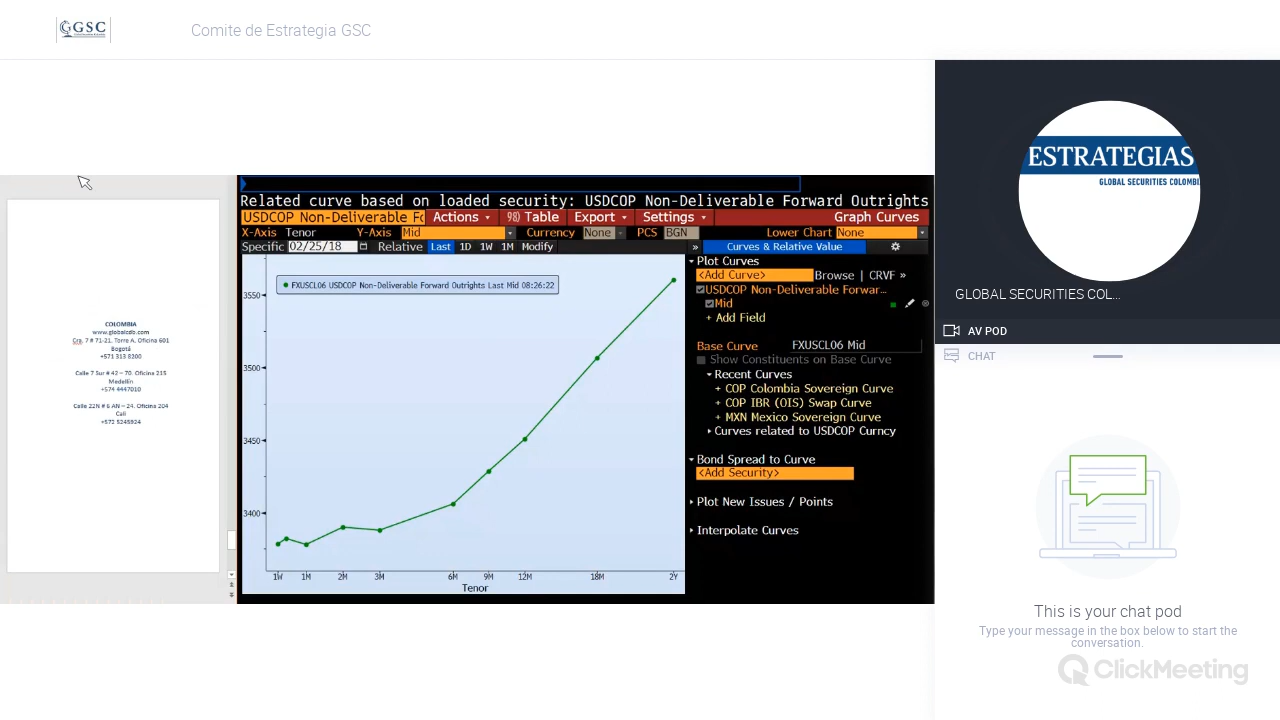 GGSC
Comite de Estrategia GSC
COLOMBIA
www.globalcdb.com
Cra. 7 # 71-21, Torre A. Oficina 601
Bogotá
+571 313 8200
Calle 7 Sur # 42 – 70. Oficina 215
Medellín
+574 4447010
Calle 22N # 6 AN – 24. Oficina 204
Cali
+572 5245924
Related curve based on loaded security: USDCOP Non-Deliverable Forward Outrights
USDCOP Non-Deliverable Fo Actions 98) Table Export Settings Graph Curves
X-Axis Tenor Y-Axis Mid Currency None PCS BGN Lower Chart None
Specific 02/25/18 Relative Last 1D 1W 1M Modify » Curves & Relative Value
FXUSCL06 USDCOP Non-Deliverable Forward Outrights Last Mid 08:26:22
3550
3500
3450
3400
1W 1M 2M 3M 6M 9M 12M 18M 2Y
Tenor
Plot Curves
<Add Curve> Browse | CRVF »
USDCOP Non-Deliverable Forwar...
Mid
+ Add Field
Base Curve FXUSCL06 Mid
Show Constituents on Base Curve
Recent Curves
+ COP Colombia Sovereign Curve
+ COP IBR (OIS) Swap Curve
+ MXN Mexico Sovereign Curve
Curves related to USDCOP Curncy
Bond Spread to Curve
<Add Security>
Plot New Issues / Points
Interpolate Curves
ESTRATEGIAS
GLOBAL SECURITIES COLOMBI
GLOBAL SECURITIES COL...
AV POD
CHAT
This is your chat pod
Type your message in the box below to start the
conversation.
ClickMeeting